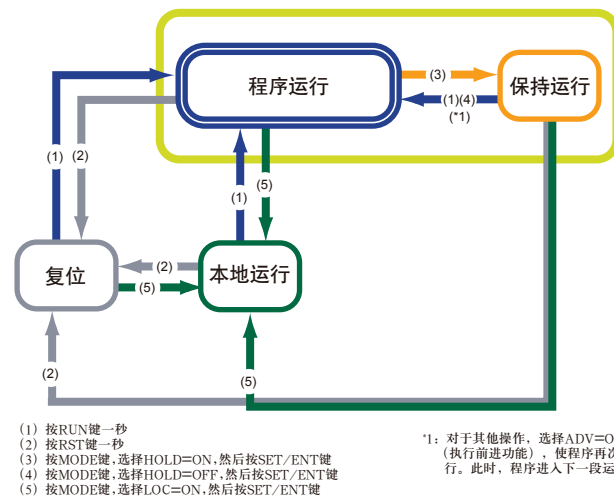 程序运行
(3)
保持运行
(1)(4)
(*1)
(1)
(2)
(5)
(1)
复位
(2)
(5)
本地运行
(2)
(5)
(1) 按RUN键一秒
(2) 按RST键一秒
(3) 按MODE键,选择HOLD=ON,然后按SET/ENT键
(4) 按MODE键,选择HOLD=OFF,然后按SET/ENT键
(5) 按MODE键,选择LOC=ON,然后按SET/ENT键
*1: 对于其他操作，选择ADV=O
(执行前进功能），使程序再次
行。此时，程序进入下一段运